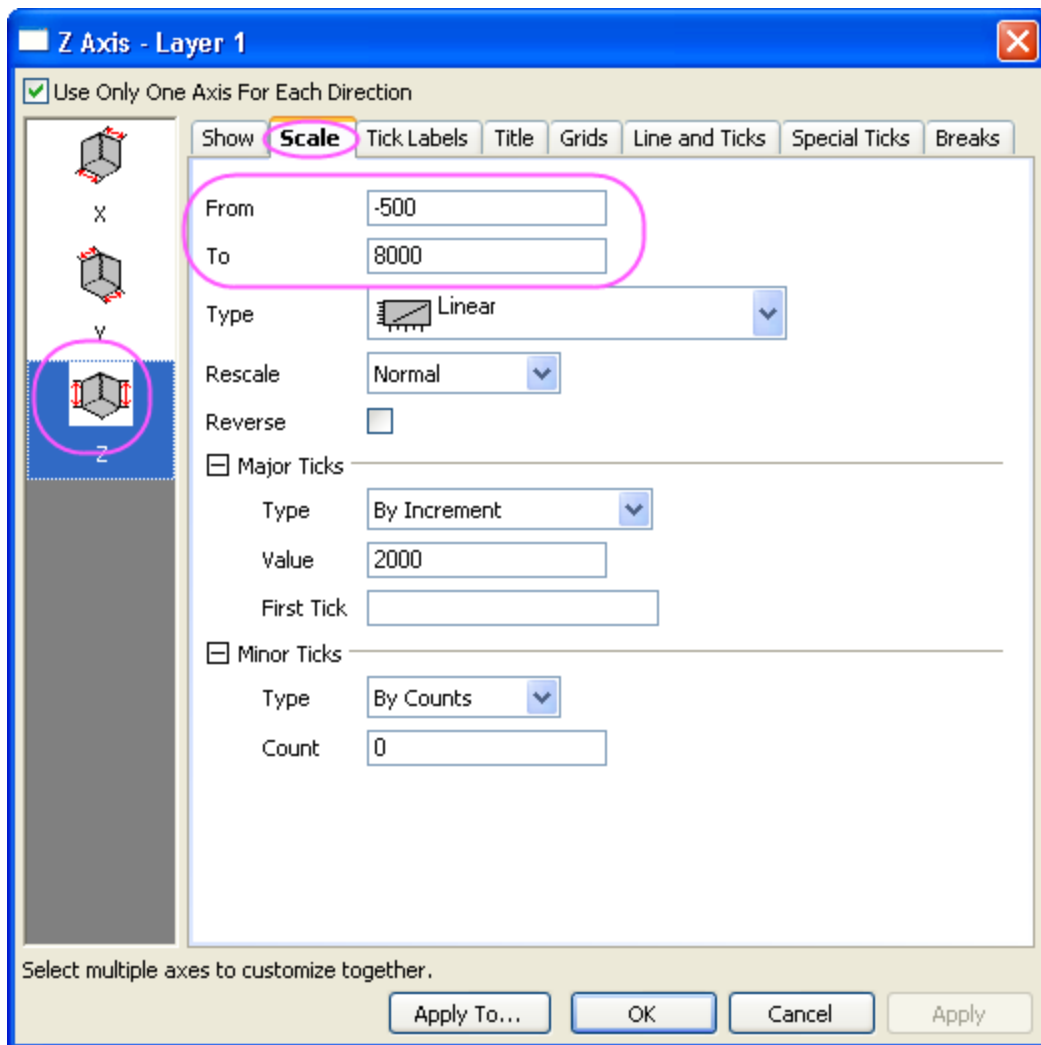 Z Axis - Layer 1
Use Only One Axis For Each Direction
X
Y
Z
Show Scale Tick Labels Title Grids Line and Ticks Special Ticks Breaks
From -500
To 8000
Type Linear
Rescale Normal
Reverse
Major Ticks
Type By Increment
Value 2000
First Tick
Minor Ticks
Type By Counts
Count 0
Select multiple axes to customize together.
Apply To... OK Cancel Apply